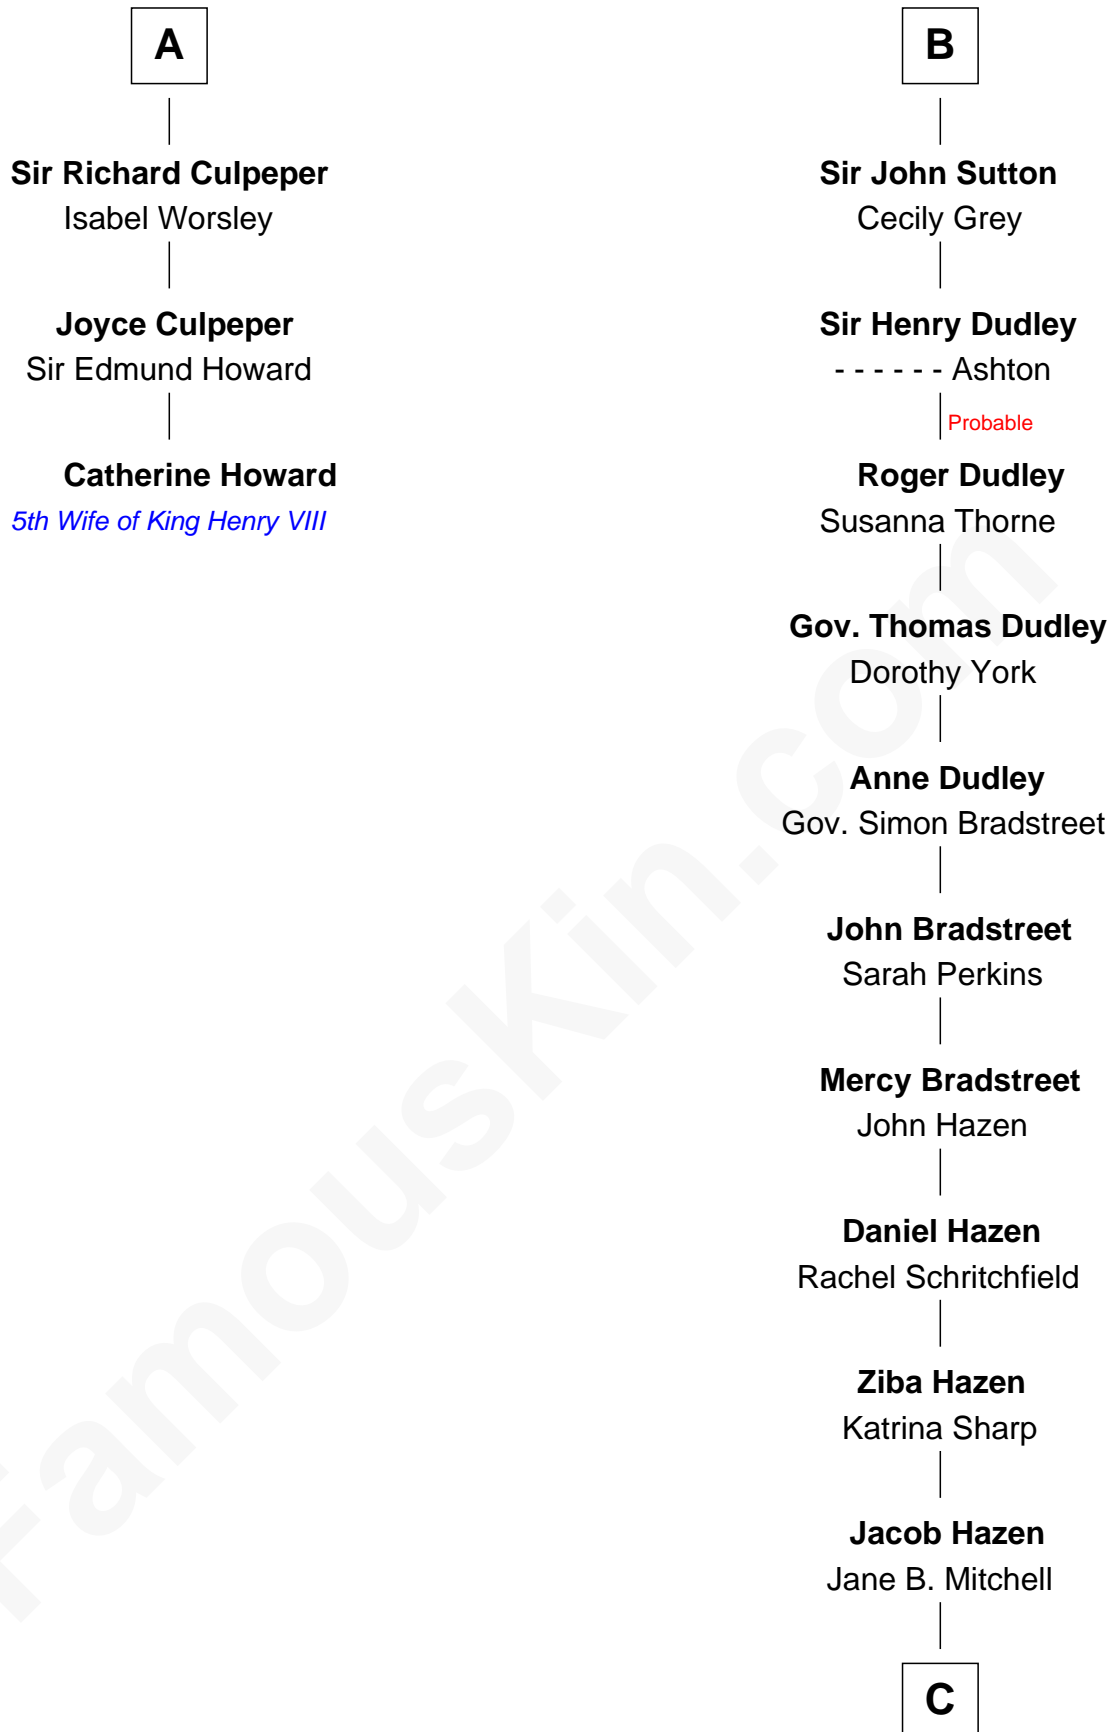 A
Sir Richard Culpeper
Isabel Worsley
Joyce Culpeper
Sir Edmund Howard
Catherine Howard
5th Wife of King Henry VIII
B
Sir John Sutton
Cecily Grey
Sir Henry Dudley
- - - - - - Ashton
Probable
Roger Dudley
Susanna Thorne
Gov. Thomas Dudley
Dorothy York
Anne Dudley
Gov. Simon Bradstreet
John Bradstreet
Sarah Perkins
Mercy Bradstreet
John Hazen
Daniel Hazen
Rachel Schritchfield
Ziba Hazen
Katrina Sharp
Jacob Hazen
Jane B. Mitchell
C
FamousKin.com